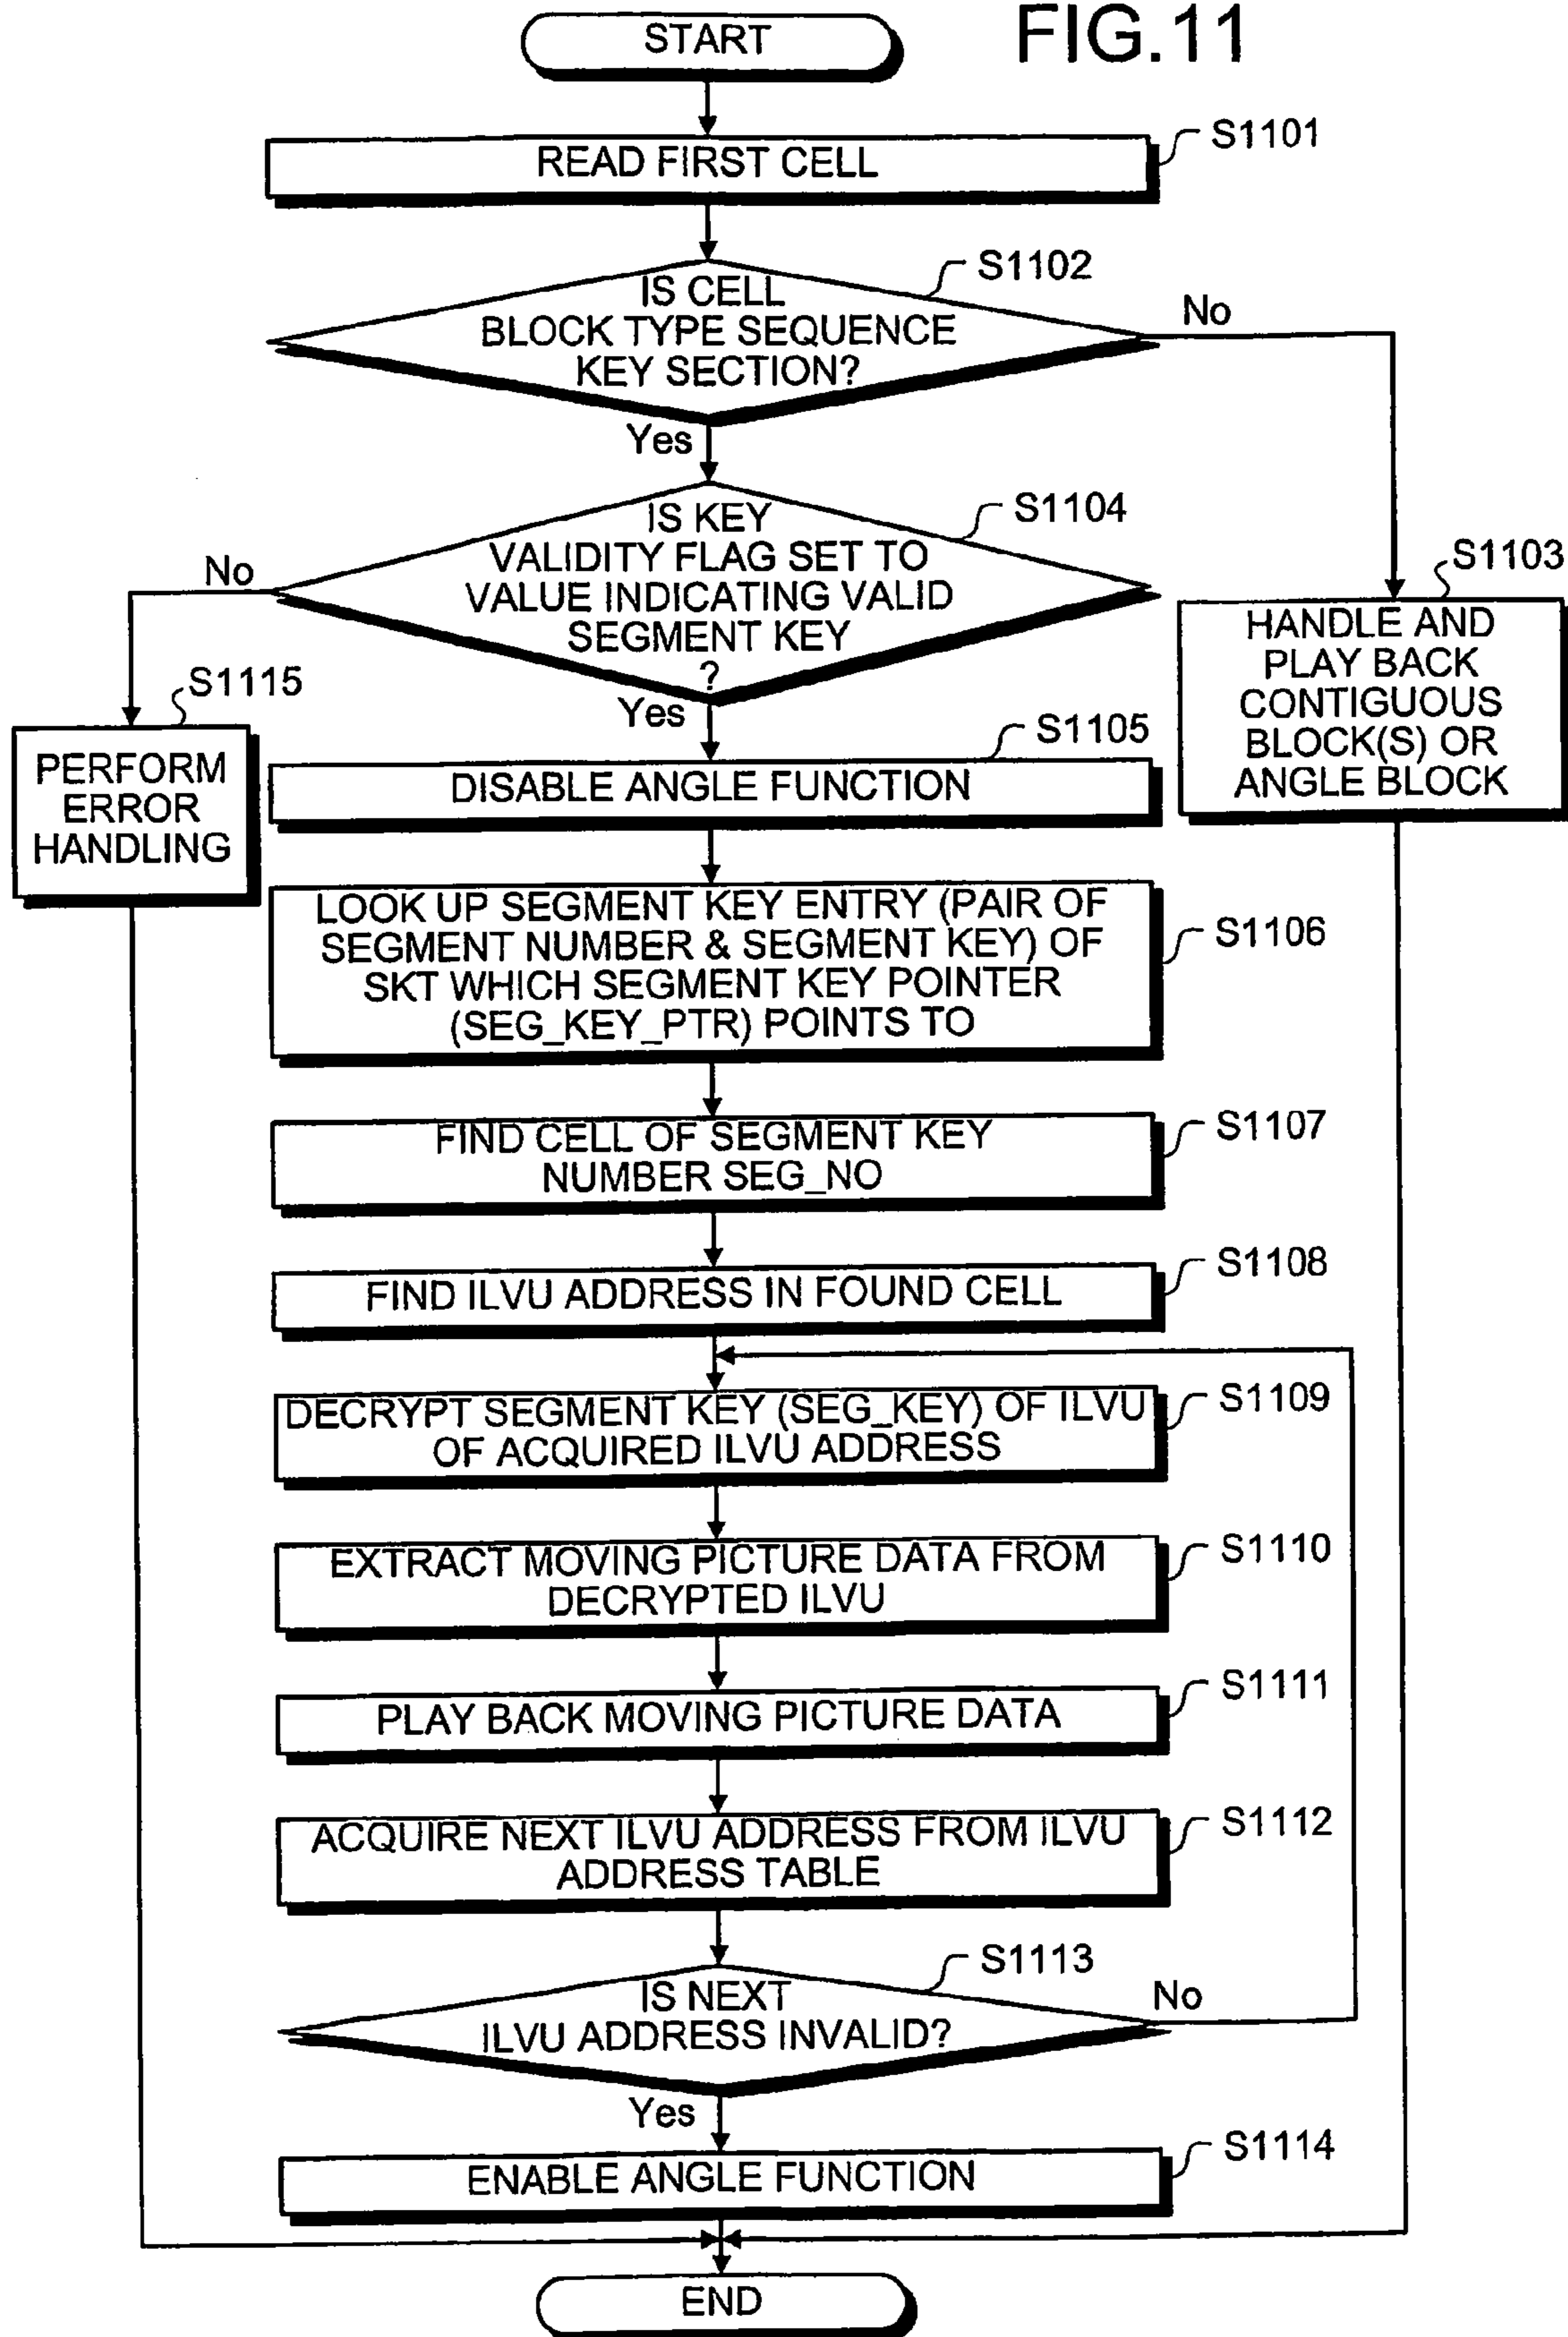 FIG.11
START
READ FIRST CELL
S1101
IS CELL
BLOCK TYPE SEQUENCE
KEY SECTION?
S1102
No
Yes
IS KEY
VALIDITY FLAG SET TO
VALUE INDICATING VALID
SEGMENT KEY
?
S1104
No
Yes
S1103
HANDLE AND
PLAY BACK
CONTIGUOUS
BLOCK(S) OR
ANGLE BLOCK
S1115
PERFORM
ERROR
HANDLING
S1105
DISABLE ANGLE FUNCTION
LOOK UP SEGMENT KEY ENTRY (PAIR OF
SEGMENT NUMBER & SEGMENT KEY) OF
SKT WHICH SEGMENT KEY POINTER
(SEG_KEY_PTR) POINTS TO
S1106
FIND CELL OF SEGMENT KEY
NUMBER SEG_NO
S1107
FIND ILVU ADDRESS IN FOUND CELL
S1108
DECRYPT SEGMENT KEY (SEG_KEY) OF ILVU
OF ACQUIRED ILVU ADDRESS
S1109
EXTRACT MOVING PICTURE DATA FROM
DECRYPTED ILVU
S1110
PLAY BACK MOVING PICTURE DATA
S1111
ACQUIRE NEXT ILVU ADDRESS FROM ILVU
ADDRESS TABLE
S1112
IS NEXT
ILVU ADDRESS INVALID?
S1113
No
Yes
ENABLE ANGLE FUNCTION
S1114
END